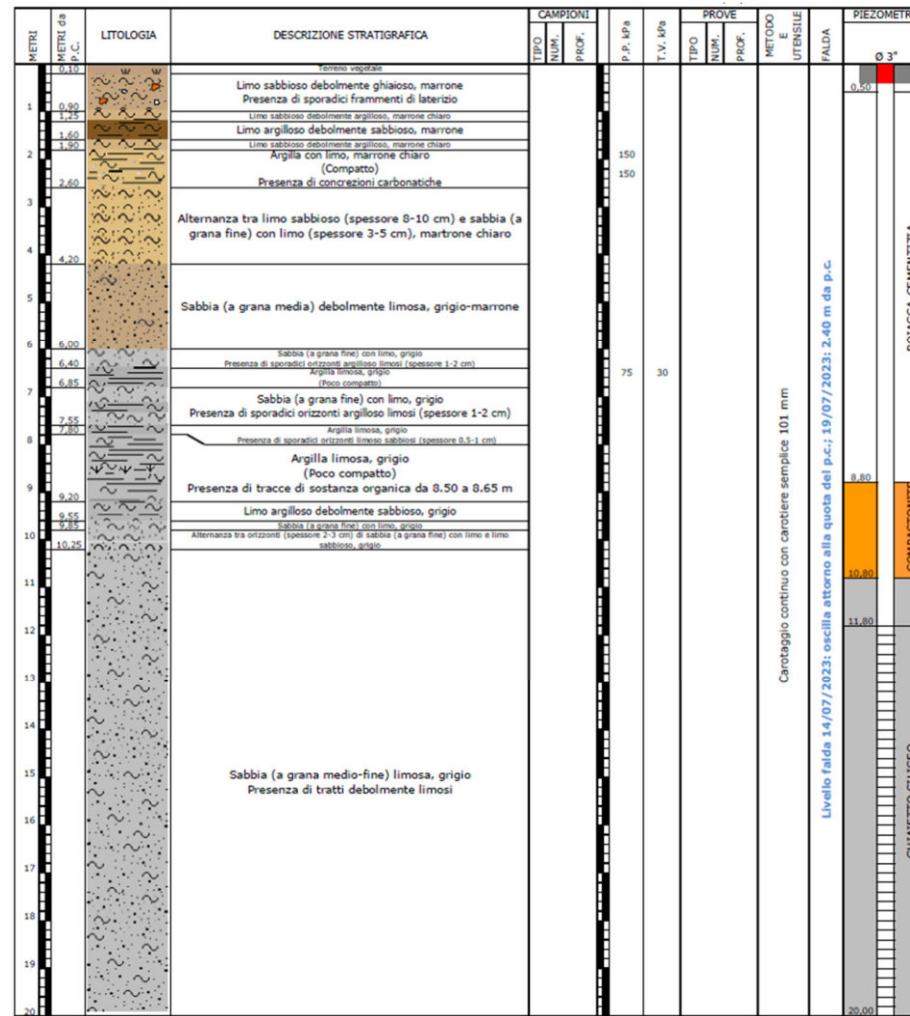 CAMPIONI
PROVE
PIEZOMETR
METRI
METRI da P.C.
LITOLOGIA
DESCRIZIONE STRATIGRAFICA
TIPO
NUM.
PROF.
P.P. kPa
T.V. kPa
TIPO
NUM.
PROF.
METODO E UTENSILE
FALDA
Ø 3"
0,10
Terreno vegetale
Limo sabbioso debolmente ghiaioso, marrone
Presenza di sporadici frammenti di laterizio
0,50
1
0,90
Limo sabbioso debolmente argilloso, marrone chiaro
1,25
Limo argilloso debolmente sabbioso, marrone
1,60
Limo sabbioso debolmente argilloso, marrone chiaro
1,90
Argilla con limo, marrone chiaro
(Compatto)
Presenza di concrezioni carbonatiche
2
150
150
2,60
3
Alternanza tra limo sabbioso (spessore 8-10 cm) e sabbia (a
grana fine) con limo (spessore 3-5 cm), martrone chiaro
4
4,20
5
Sabbia (a grana media) debolmente limosa, grigio-marrone
6
6,00
Sabbia (a grana fine) con limo, grigio
Presenza di sporadici orizzonti argilloso limosi (spessore 1-2 cm)
6,40
Argilla limosa, grigio
(Poco compatto)
75
30
6,85
7
Sabbia (a grana fine) con limo, grigio
Presenza di sporadici orizzonti argilloso limosi (spessore 1-2 cm)
7,55
Argilla limosa, grigio
7,80
Presenza di sporadici orizzonti limoso sabbiosi (spessore 0,5-1 cm)
8
Argilla limosa, grigio
(Poco compatto)
Presenza di tracce di sostanza organica da 8.50 a 8.65 m
8,80
9
9,20
Limo argilloso debolmente sabbioso, grigio
9,55
Sabbia (a grana fine) con limo, grigio
9,85
Alternanza tra orizzonti (spessore 2-3 cm) di sabbia (a grana fine) con limo e limo
sabbioso, grigio
10
10,25
10,80
11
11,80
12
13
14
15
Sabbia (a grana medio-fine) limosa, grigio
Presenza di tratti debolmente limosi
16
17
18
19
20
20,00
Carotaggio continuo con carotiere semplice 101 mm
Livello falda 14/07/2023: oscilla attorno alla quota del p.c.; 19/07/2023: 2.40 m da p.c.